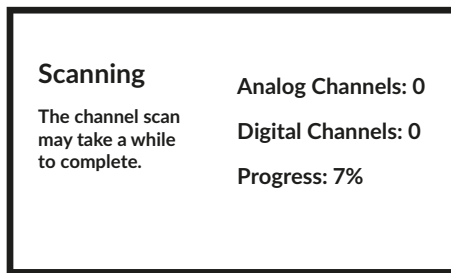 Scanning
The channel scan
may take a while
to complete.
Analog Channels: 0
Digital Channels: 0
Progress: 7%